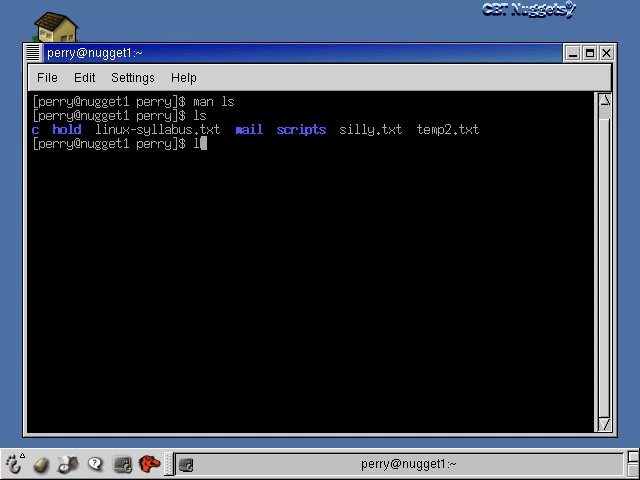 CBT Nuggets
perry@nugget1:~
File Edit Settings Help
[perry@nugget1 perry]$ man ls
[perry@nugget1 perry]$ ls
c hold linux-syllabus.txt mail scripts silly.txt temp2.txt
[perry@nugget1 perry]$ l
perry@nugget1:~